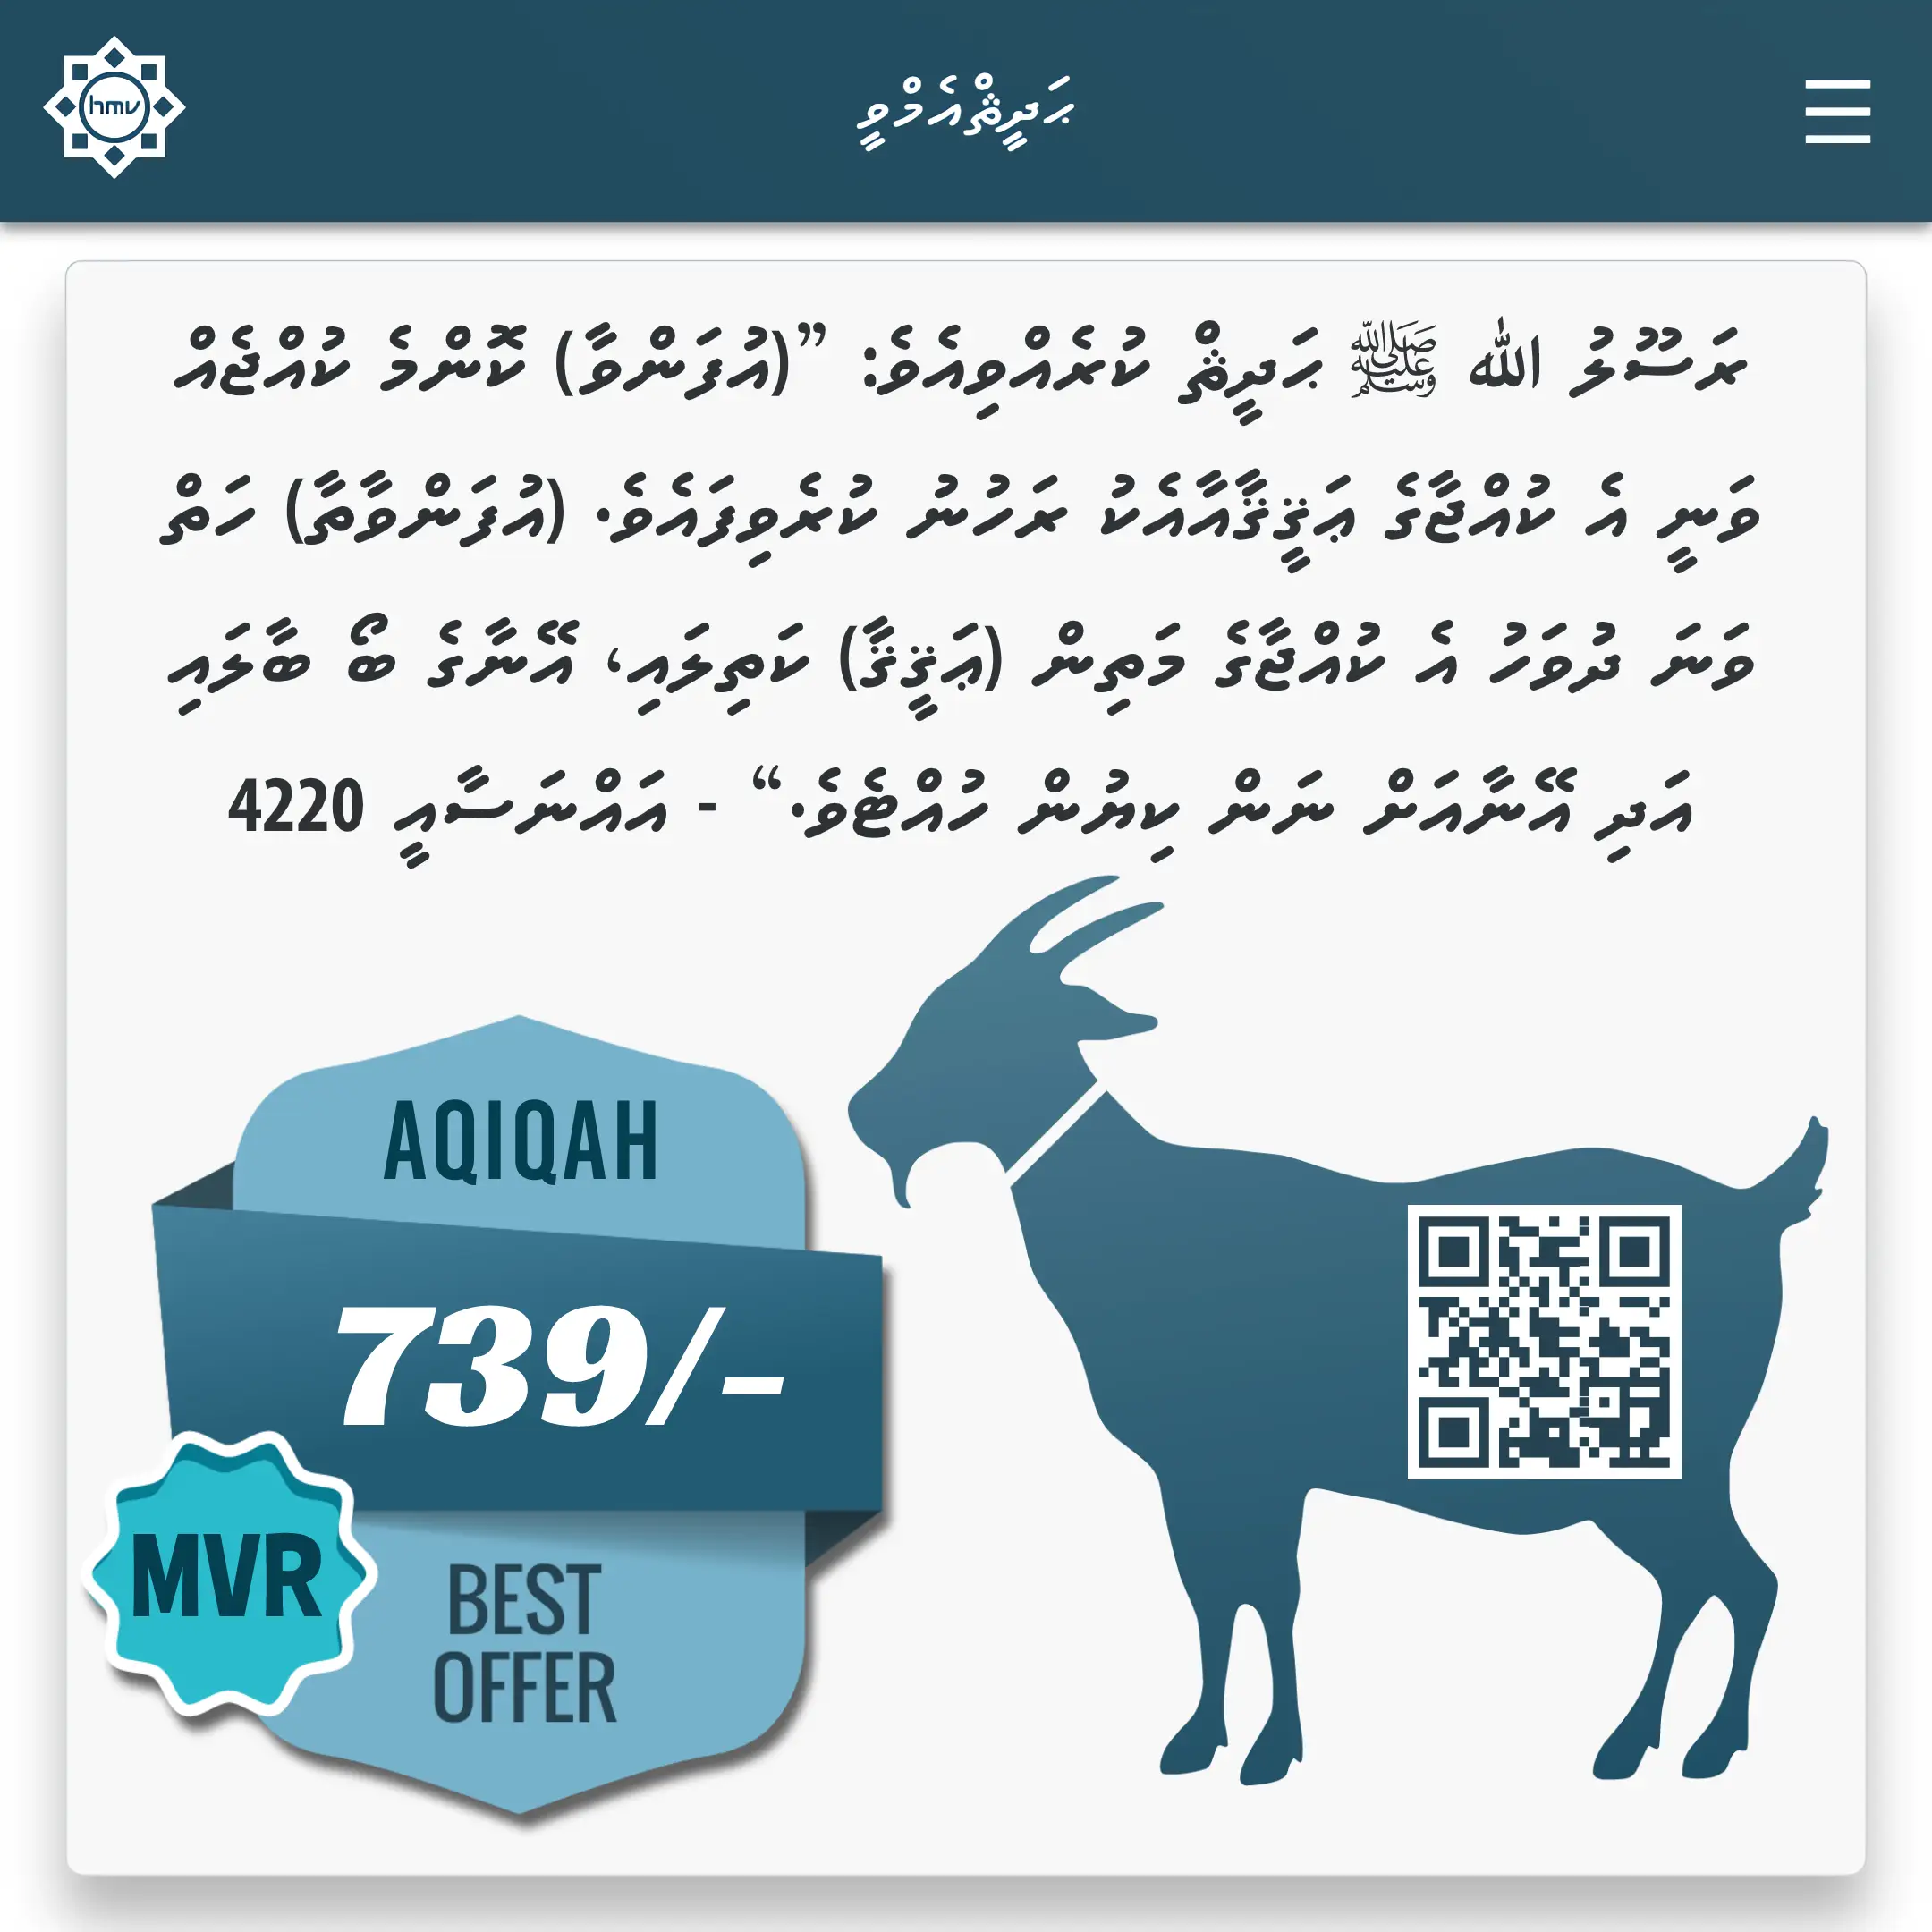 hmv
ޙަދީޘްއެމްވީ
ރަސޫލު ﷲ ﷺ ޙަދީޘް ކުރެއްވިއެވެ: ”(އުފަންވާ) ކޮންމެ ކުއްޖެއް
ވަނީ އެ ކުއްޖާގެ ޢަޤީޤާއާއެކު ރަހުނު ކުރެވިފައެވެ. (އުފަންވާތާ) ހަތް
ވަނަ ދުވަހު އެ ކުއްޖާގެ މަތިން (ޢަޤީޤާ) ކަތިލައި، އޭނާގެ ބޯ ބާލައި
އަދި އޭނާއަށް ނަން ކިޔުން ހުއްޓެވެ.“ - އައްނަސާއީ 4220
AQIQAH
739/-
MVR
BEST
OFFER